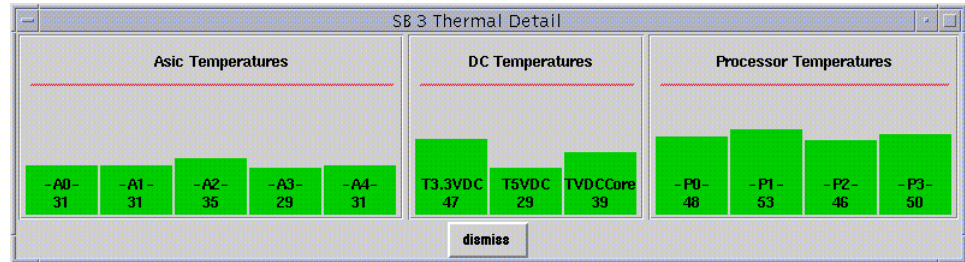 SB 3 Thermal Detail
Asic Temperatures
DC Temperatures
Processor Temperatures
-A0- -A1- -A2- -A3- -A4- T3.3VDC T5VDC TVDCCore -P0- -P1- -P2- -P3-
31 31 35 29 31 47 29 39 48 53 46 50
dismiss